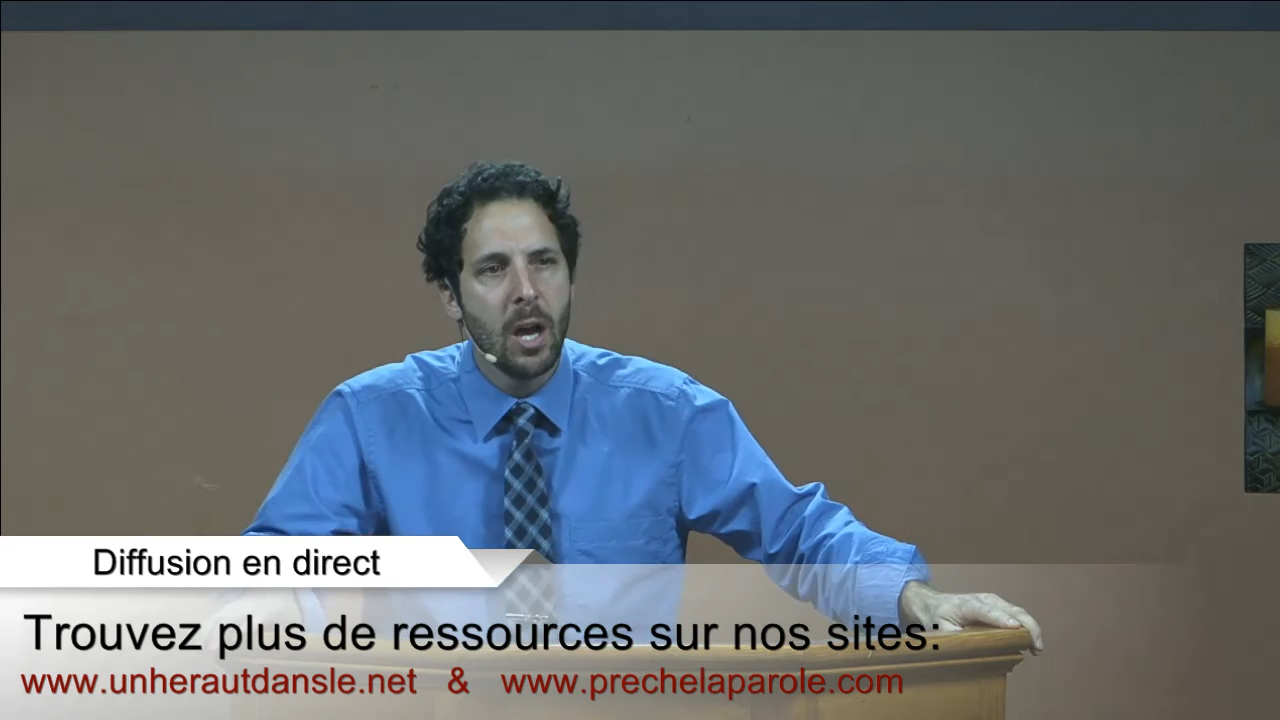 Diffusion en direct
Trouvez plus de ressources sur nos sites:
www.unherautdansle.net & www.prechelaparole.com